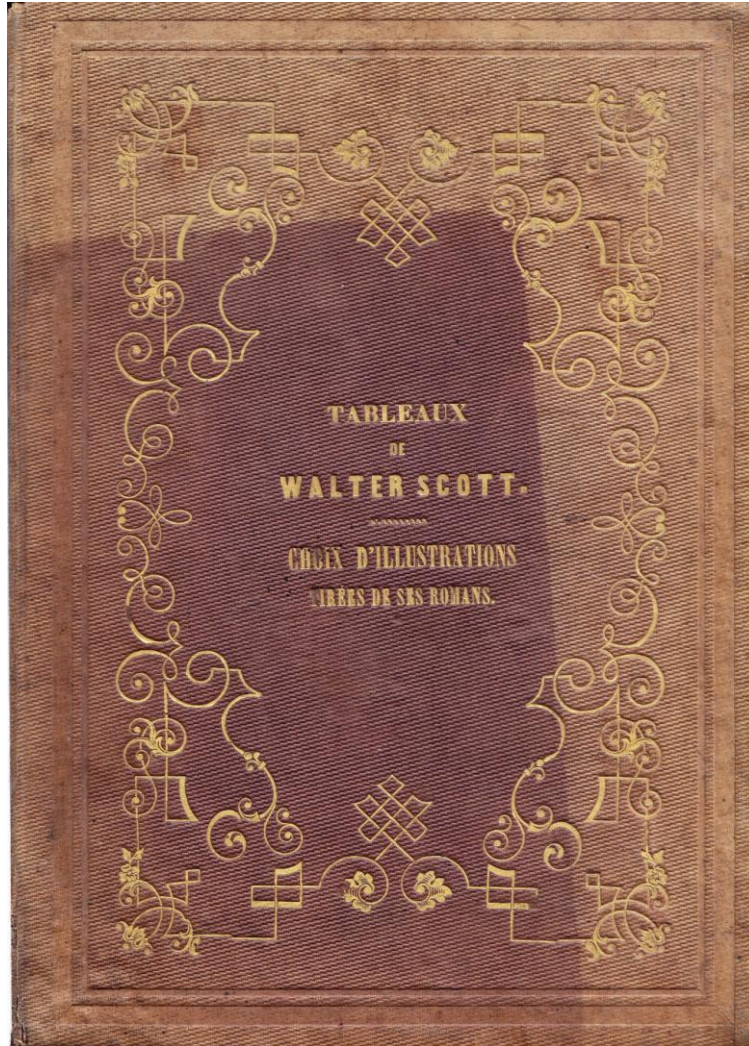 TABLEAUX
DE
WALTER SCOTT.
CHOIX D'ILLUSTRATIONS
TIRÉES DE SES ROMANS.